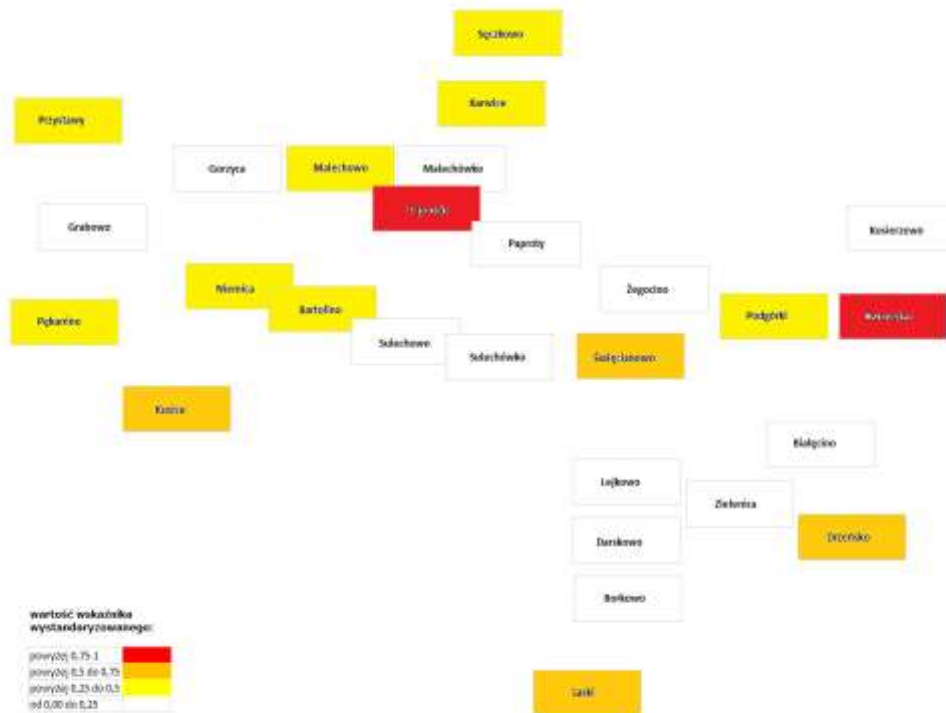 Sęczkowo
Karwice
Przystawy
Gorzyca
Malechowo
Malechówko
Grabowo
Paproty
Kosierzewo
Niemica
Żegocino
Bartolino
Pękanino
Podgórki
Sulechowo
Sulechówko
Święcianowo
Kusice
Białęcino
Lejkowo
Zielenica
Darskowo
Drzeńsko
Borkowo
wartość wskaźnika
wystandaryzowanego:
powyżej 0,75-1
powyżej 0,5 do 0,75
powyżej 0,25 do 0,5
od 0,00 do 0,25
Laski